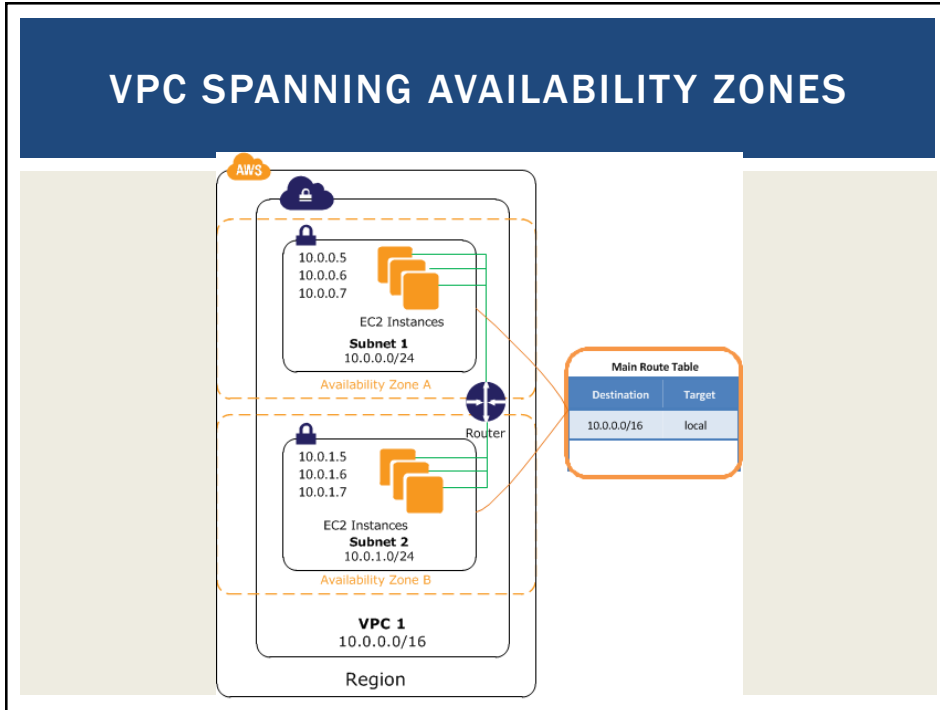 VPC SPANNING AVAILABILITY ZONES
AWS
10.0.0.5
10.0.0.6
10.0.0.7
EC2 Instances
Subnet 1
10.0.0.0/24
Availability Zone A
Router
10.0.1.5
10.0.1.6
10.0.1.7
EC2 Instances
Subnet 2
10.0.1.0/24
Availability Zone B
VPC 1
10.0.0.0/16
Region
Main Route Table
Destination Target
10.0.0.0/16 local